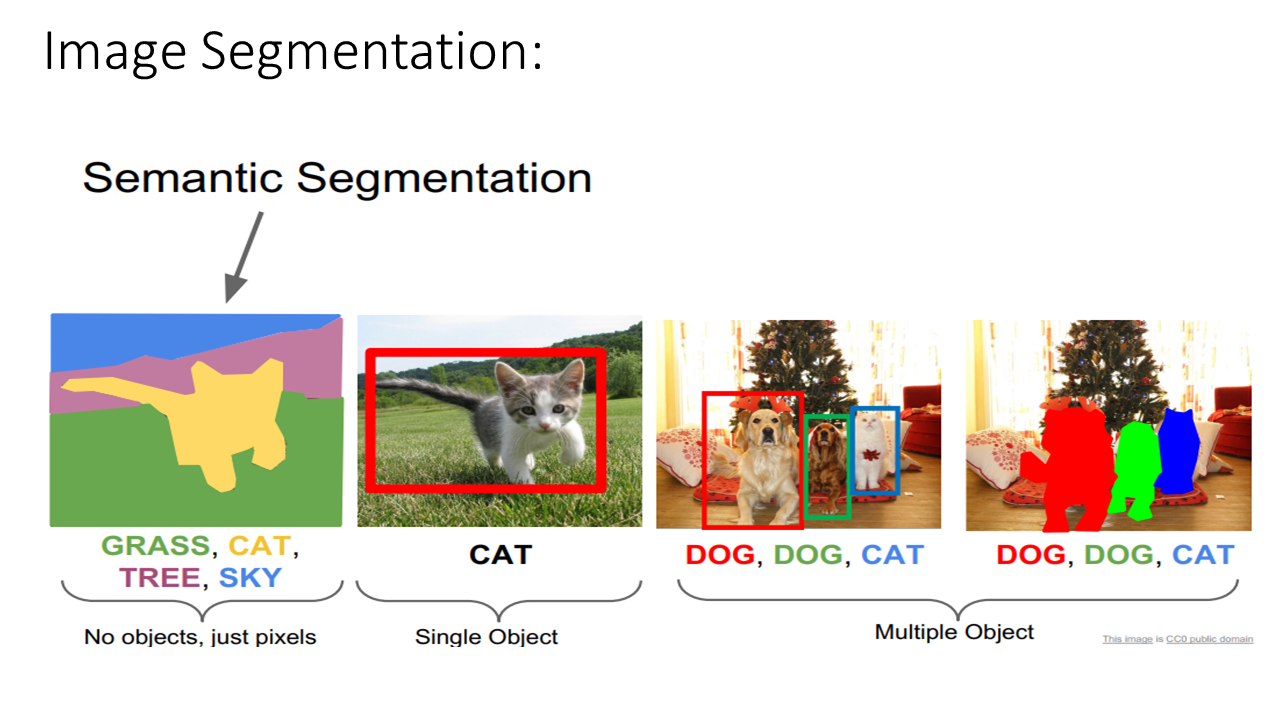 Image Segmentation:
Semantic Segmentation
GRASS, CAT,
TREE, SKY
No objects, just pixels
CAT
Single Object
DOG, DOG, CAT
DOG, DOG, CAT
Multiple Object
This image is CC0 public domain